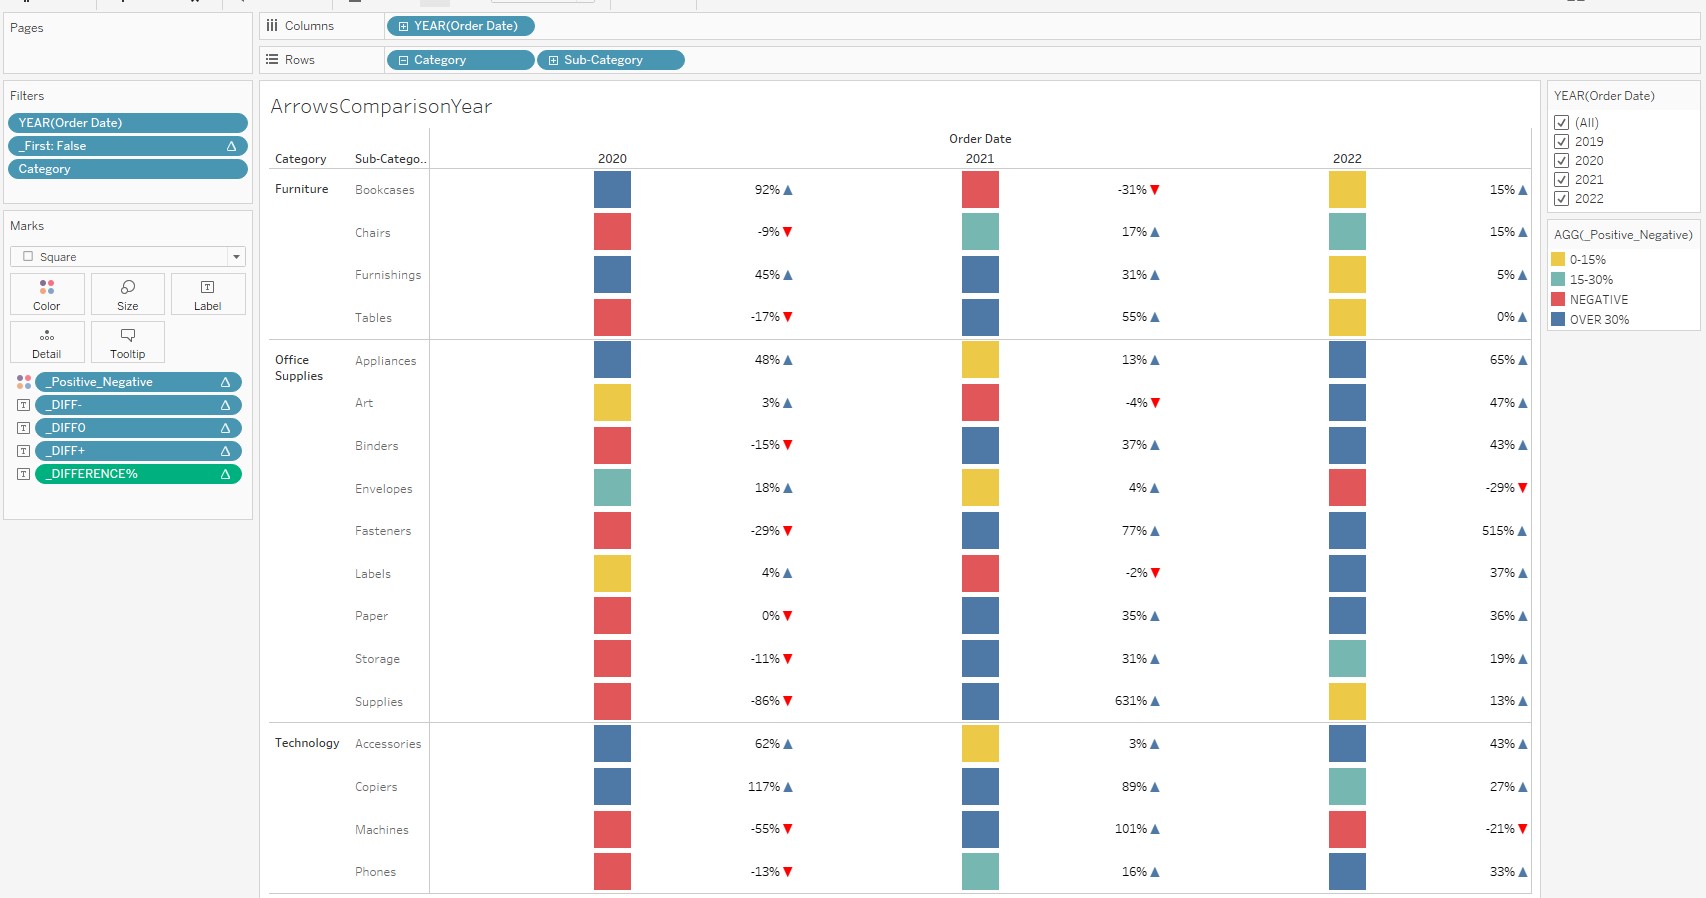 Pages
Columns
YEAR(Order Date)
Rows
Category Sub-Category
Filters
YEAR(Order Date)
_First: False
Category
Marks
Square
Color Size Label
Detail Tooltip
_Positive_Negative
_DIFF-
_DIFF0
_DIFF+
_DIFFERENCE%
ArrowsComparisonYear
Order Date
Category Sub-Catego.. 2020 2021 2022
Furniture Bookcases 92% ▲ -31% ▼ 15% ▲
Chairs -9% ▼ 17% ▲ 15% ▲
Furnishings 45% ▲ 31% ▲ 5% ▲
Tables -17% ▼ 55% ▲ 0% ▲
Office Supplies Appliances 48% ▲ 13% ▲ 65% ▲
Art 3% ▲ -4% ▼ 47% ▲
Binders -15% ▼ 37% ▲ 43% ▲
Envelopes 18% ▲ 4% ▲ -29% ▼
Fasteners -29% ▼ 77% ▲ 515% ▲
Labels 4% ▲ -2% ▼ 37% ▲
Paper 0% ▼ 35% ▲ 36% ▲
Storage -11% ▼ 31% ▲ 19% ▲
Supplies -86% ▼ 631% ▲ 13% ▲
Technology Accessories 62% ▲ 3% ▲ 43% ▲
Copiers 117% ▲ 89% ▲ 27% ▲
Machines -55% ▼ 101% ▲ -21% ▼
Phones -13% ▼ 16% ▲ 33% ▲
YEAR(Order Date)
(All)
2019
2020
2021
2022
AGG(_Positive_Negative)
0-15%
15-30%
NEGATIVE
OVER 30%